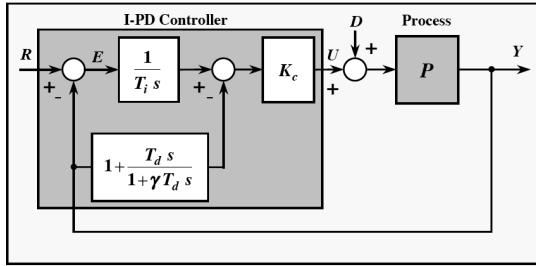 I-PD Controller
Process
R
E
1 / T_i s
K_c
U
D
P
Y
+
−
+
−
+
+
1 + T_d s / 1 + γ T_d s